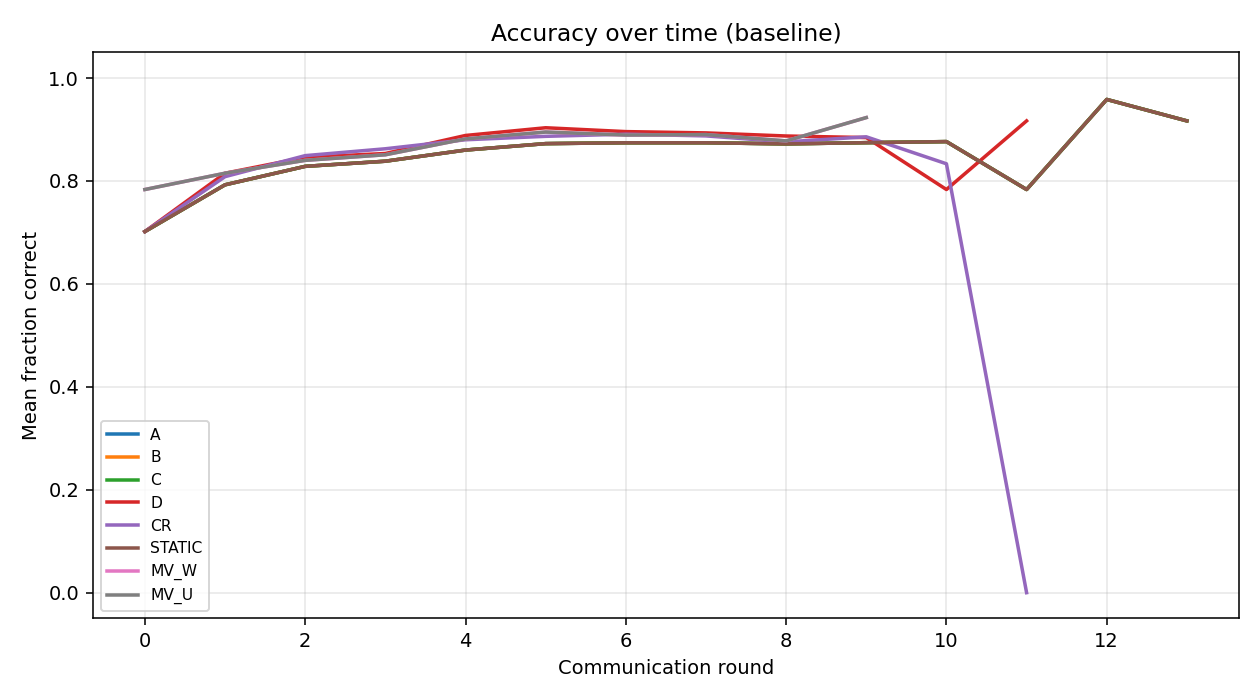 Accuracy over time (baseline)
Mean fraction correct
1.0
0.8
0.6
0.4
0.2
0.0
A
B
C
D
CR
STATIC
MV_W
MV_U
0 2 4 6 8 10 12
Communication round